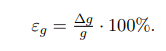 ε_g = Δg/g · 100%.